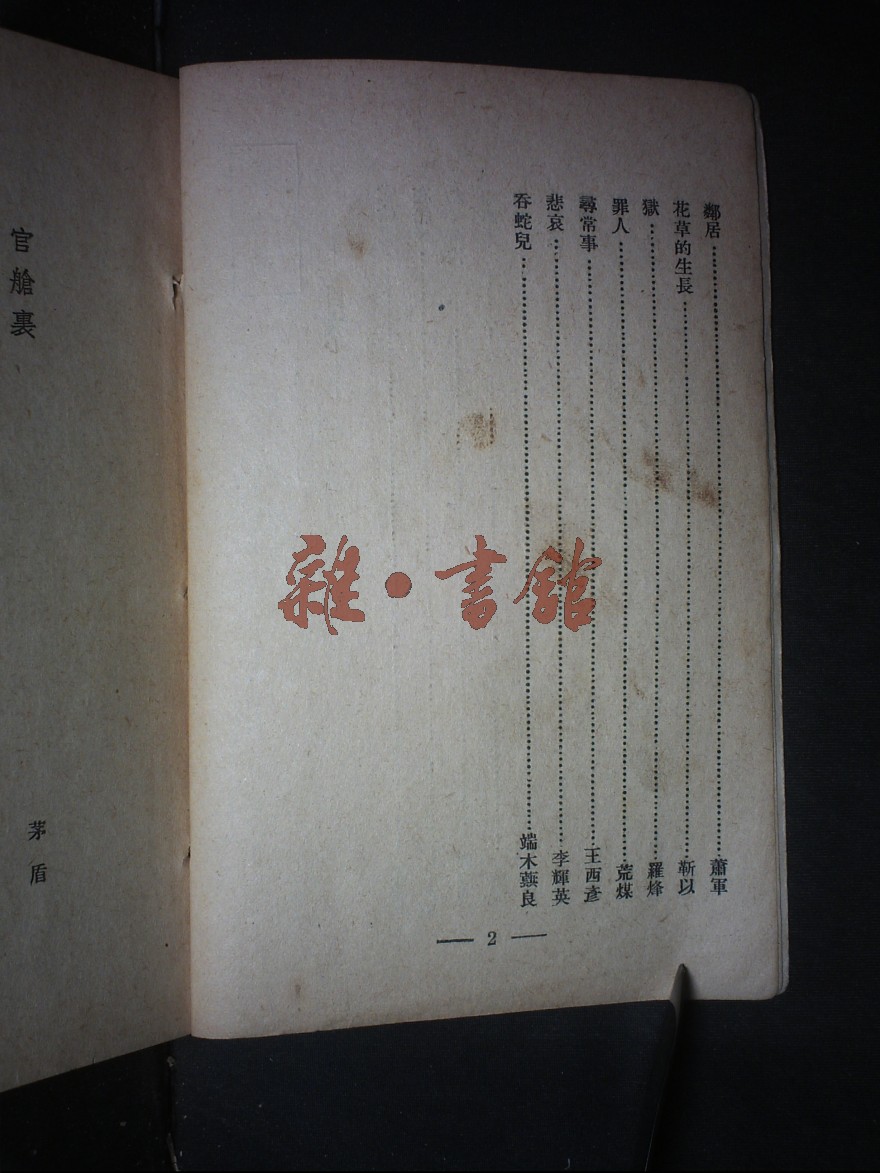 鄰居……蕭軍
花草的生長……靳以
獄……羅烽
罪人……荒煤
尋常事……王西彥
悲哀……李輝英
吞蛇兒……端木蕻良
— 2 —
官艙裏
茅盾
雜·書館